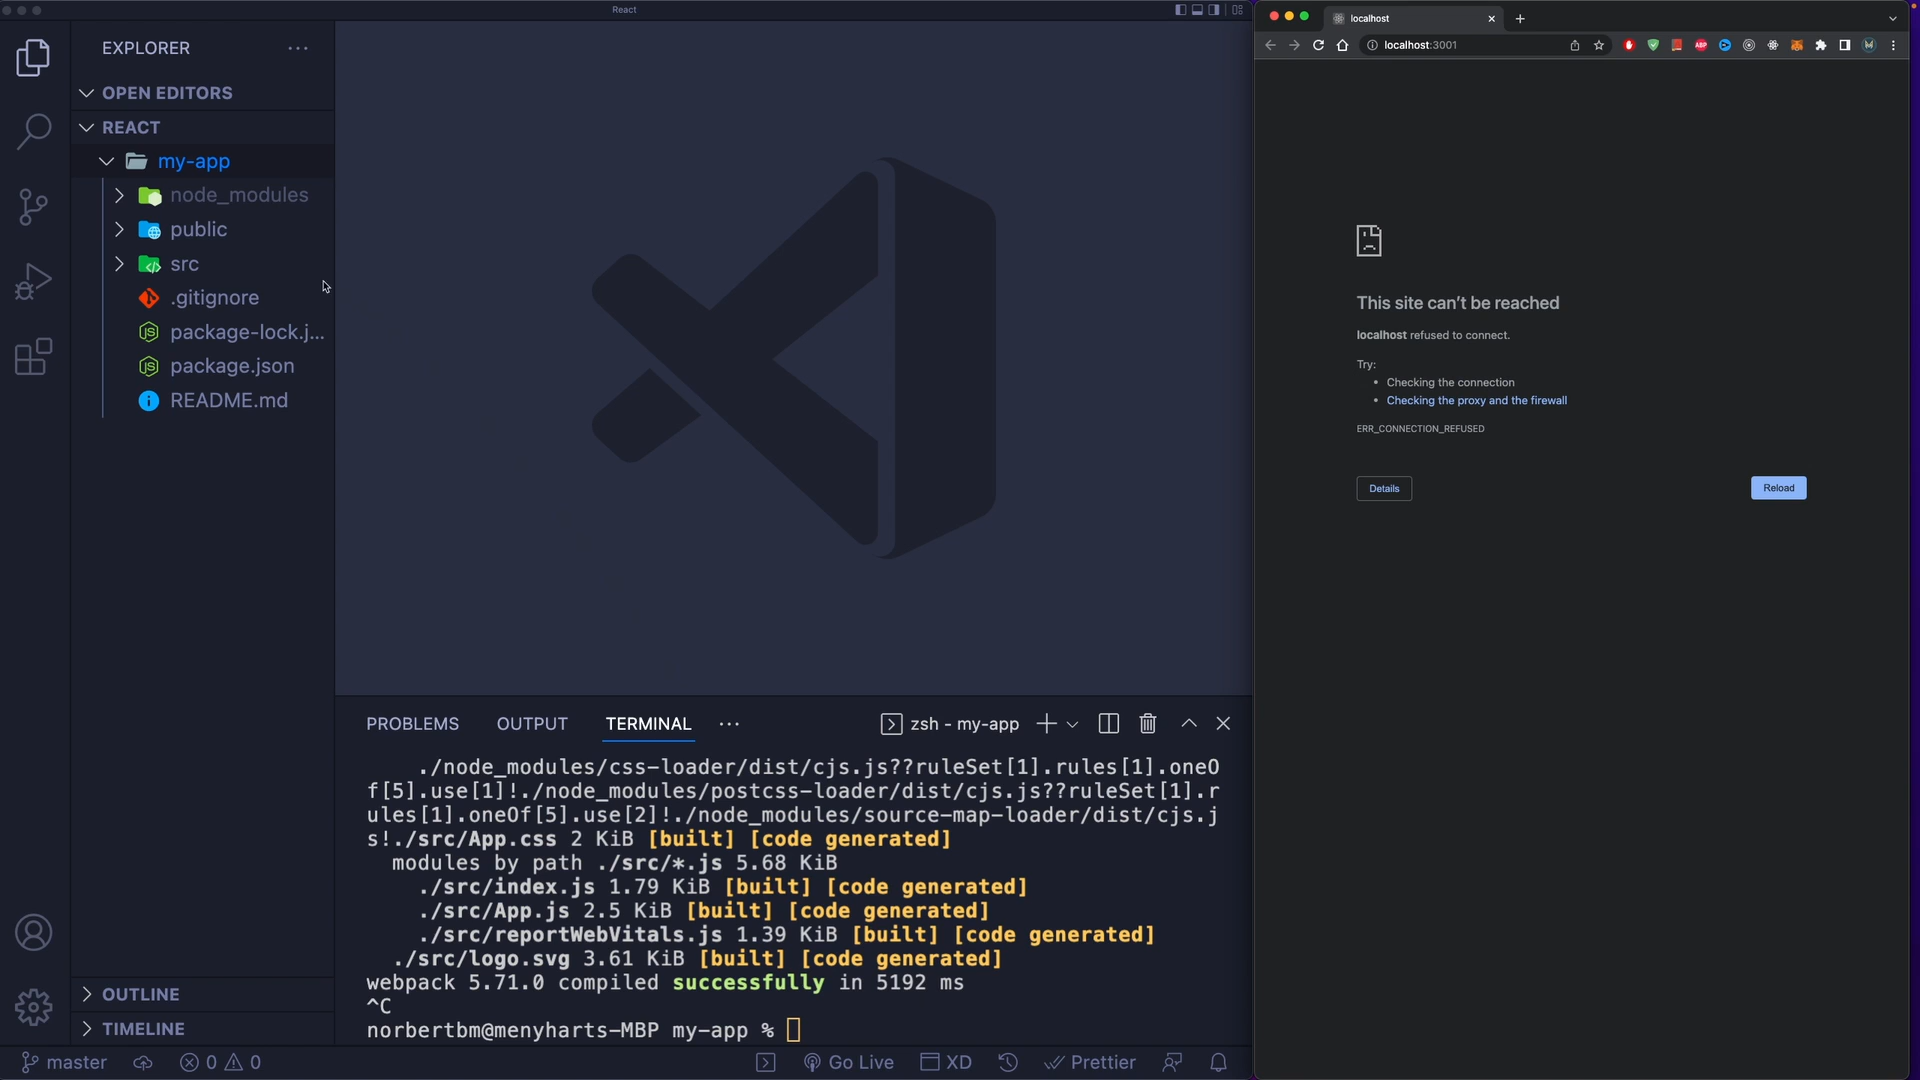 React
EXPLORER
OPEN EDITORS
REACT
my-app
node_modules
public
src
.gitignore
package-lock.j...
package.json
README.md
OUTLINE
TIMELINE
PROBLEMS
OUTPUT
TERMINAL
zsh - my-app
./node_modules/css-loader/dist/cjs.js??ruleSet[1].rules[1].oneO
f[5].use[1]!./node_modules/postcss-loader/dist/cjs.js??ruleSet[1].r
ules[1].oneOf[5].use[2]!./node_modules/source-map-loader/dist/cjs.j
s!./src/App.css 2 KiB [built] [code generated]
modules by path ./src/*.js 5.68 KiB
./src/index.js 1.79 KiB [built] [code generated]
./src/App.js 2.5 KiB [built] [code generated]
./src/reportWebVitals.js 1.39 KiB [built] [code generated]
./src/logo.svg 3.61 KiB [built] [code generated]
webpack 5.71.0 compiled successfully in 5192 ms
^C
norbertbm@menyharts-MBP my-app %
master
0
0
Go Live
XD
Prettier
localhost
localhost:3001
ABP
This site can't be reached
localhost refused to connect.
Try:
• Checking the connection
• Checking the proxy and the firewall
ERR_CONNECTION_REFUSED
Details
Reload